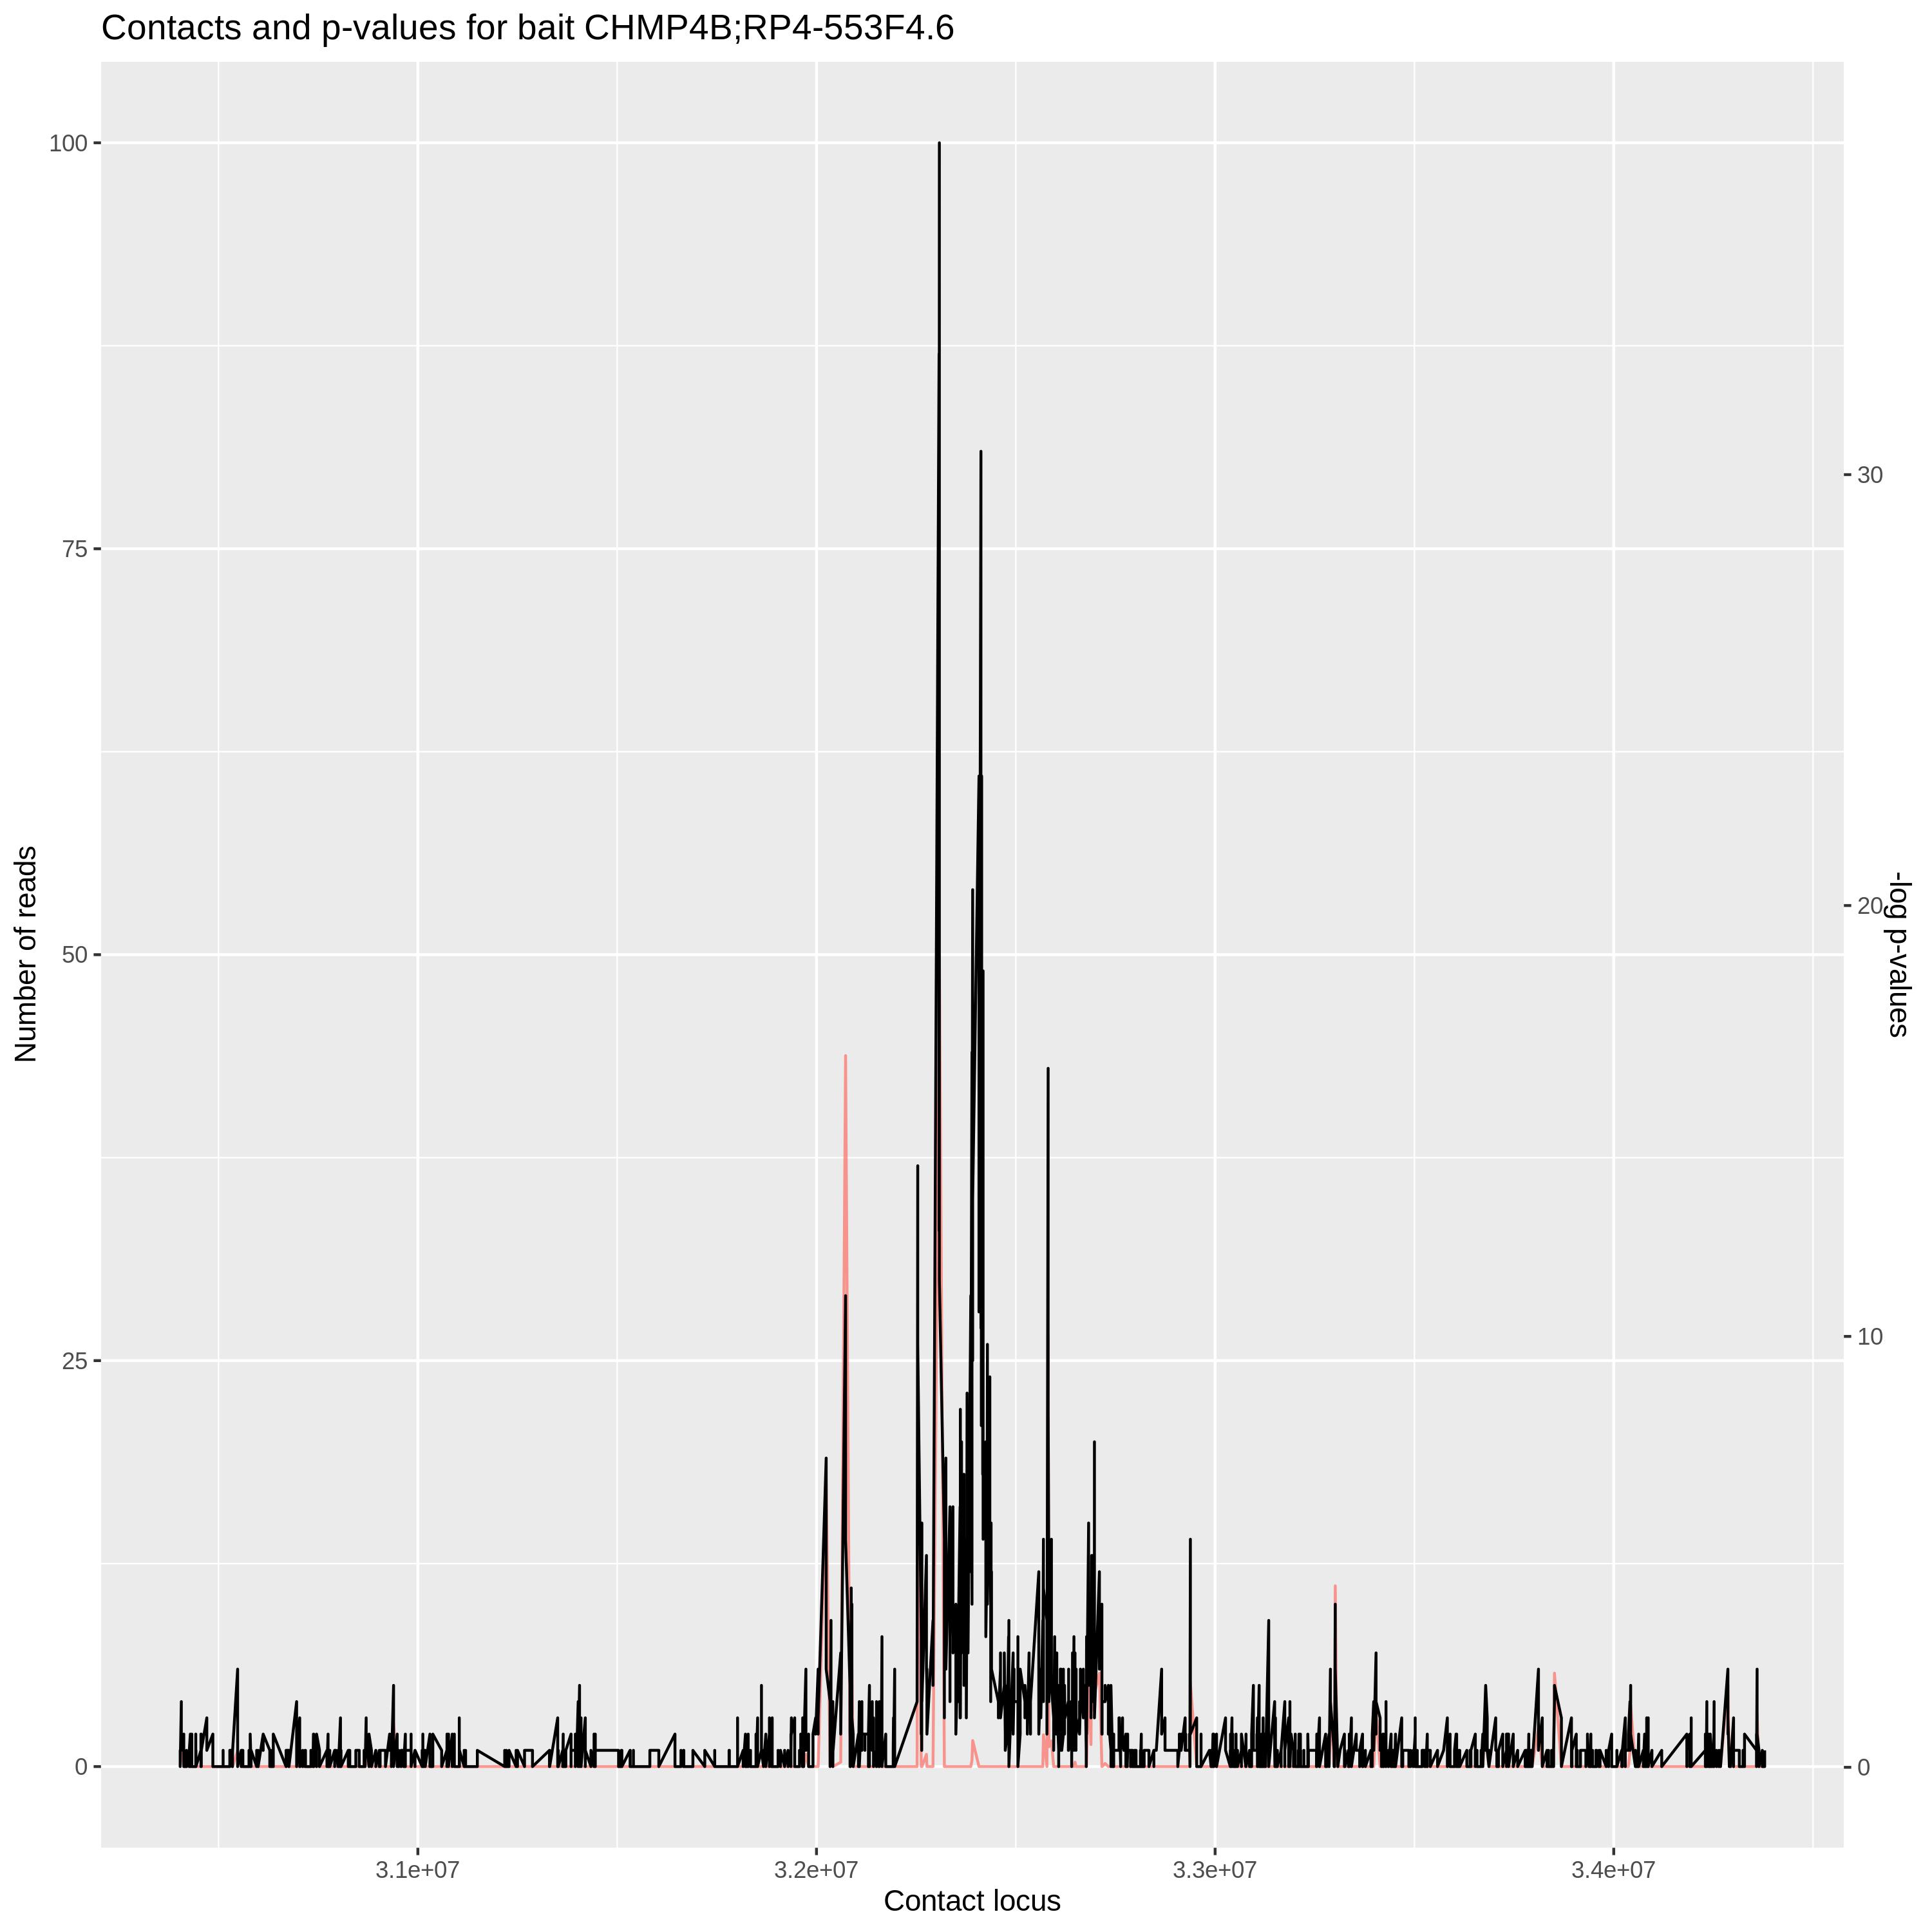 Contacts and p-values for bait CHMP4B;RP4-553F4.6
100
75
50
25
0
Number of reads
30
20
10
0
-log p-values
3.1e+07
3.2e+07
3.3e+07
3.4e+07
Contact locus